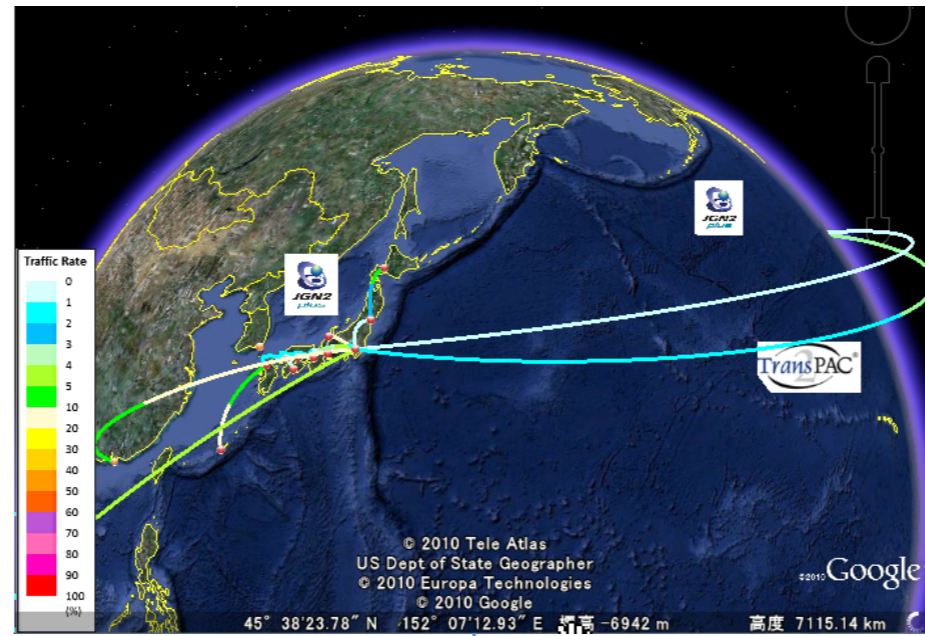 JGN2
plus
Traffic Rate
0
1
2
3
4
5
10
20
30
40
50
60
70
80
90
100
(%)
JGN2
plus
TransPAC2
®
© 2010 Tele Atlas
US Dept of State Geographer
© 2010 Europa Technologies
© 2010 Google
©2010 Google
45° 38'23.78" N 152° 07'12.93" E 標高 -6942 m 高度 7115.14 km